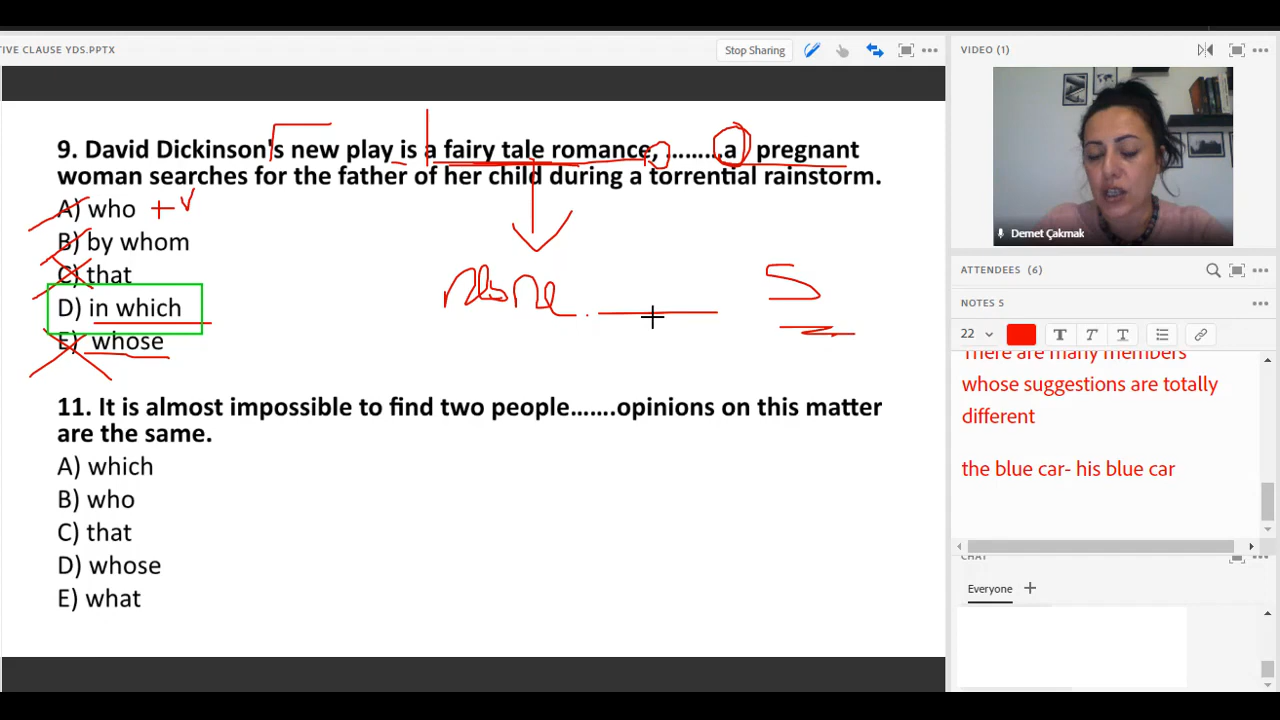 TIVE CLAUSE YDS.PPTX
Stop Sharing
VIDEO (1)
Demet Çakmak
9. David Dickinson's new play is a fairy tale romance, ........a pregnant
woman searches for the father of her child during a torrential rainstorm.
A) who + V
B) by whom
C) that
D) in which
E) whose
S
11. It is almost impossible to find two people.......opinions on this matter
are the same.
A) which
B) who
C) that
D) whose
E) what
ATTENDEES (6)
NOTES 5
22
T T T
There are many members
whose suggestions are totally
different
the blue car- his blue car
CHAT
Everyone +